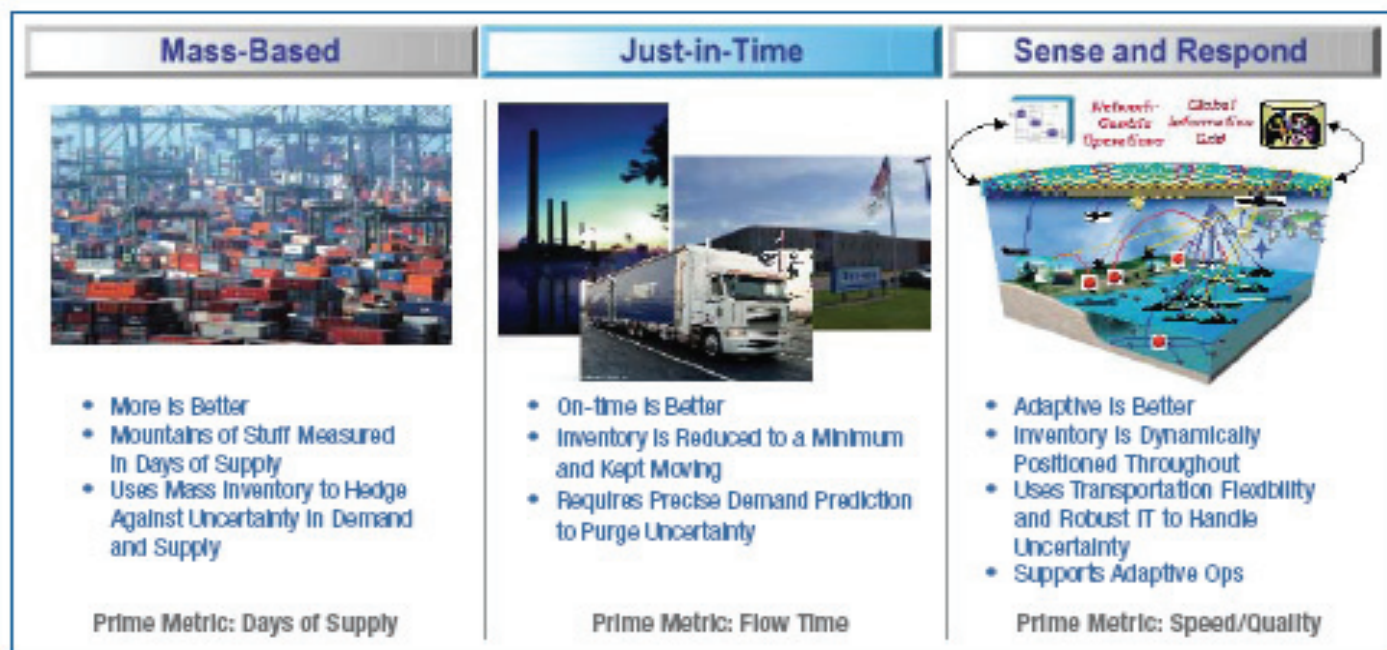 Mass-Based
More is Better
Mountains of Stuff Measured
in Days of Supply
Uses Mass Inventory to Hedge
Against Uncertainty in Demand
and Supply
Prime Metric: Days of Supply
Just-in-Time
On-time is Better
Inventory is Reduced to a Minimum
and Kept Moving
Requires Precise Demand Prediction
to Purge Uncertainty
Prime Metric: Flow Time
Sense and Respond
Network-
Centric
Operations
Global
Information
Grid
Adaptive is Better
Inventory is Dynamically
Positioned Throughout
Uses Transportation Flexibility
and Robust IT to Handle
Uncertainty
Supports Adaptive Ops
Prime Metric: Speed/Quality